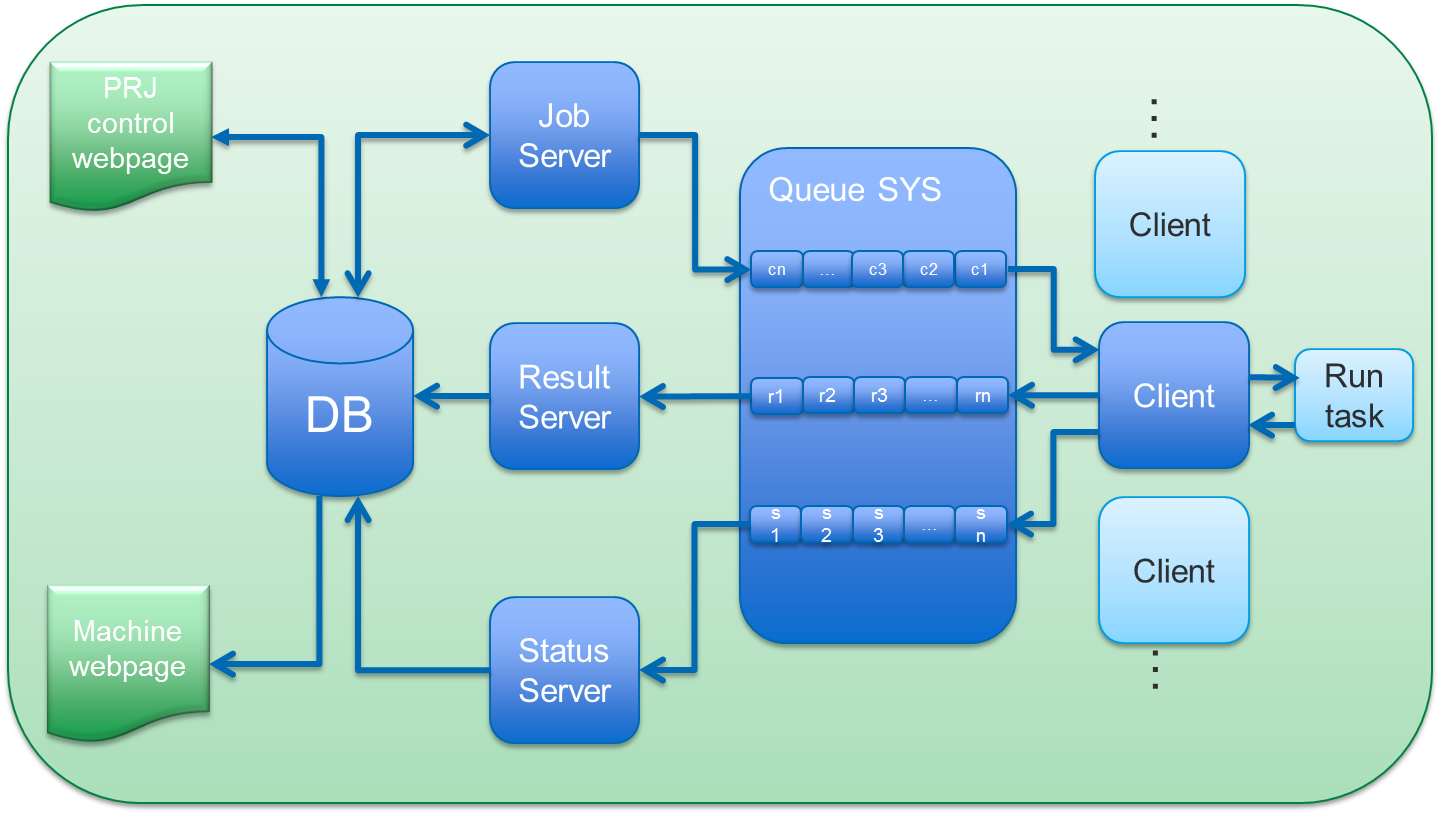 PRJ
control
webpage
Job
Server
Queue SYS
cn ... c3 c2 c1
Client
DB
Result
Server
r1 r2 r3 ... rn
Client
Run
task
s s s ... s
1 2 3 n
Client
Machine
webpage
Status
Server